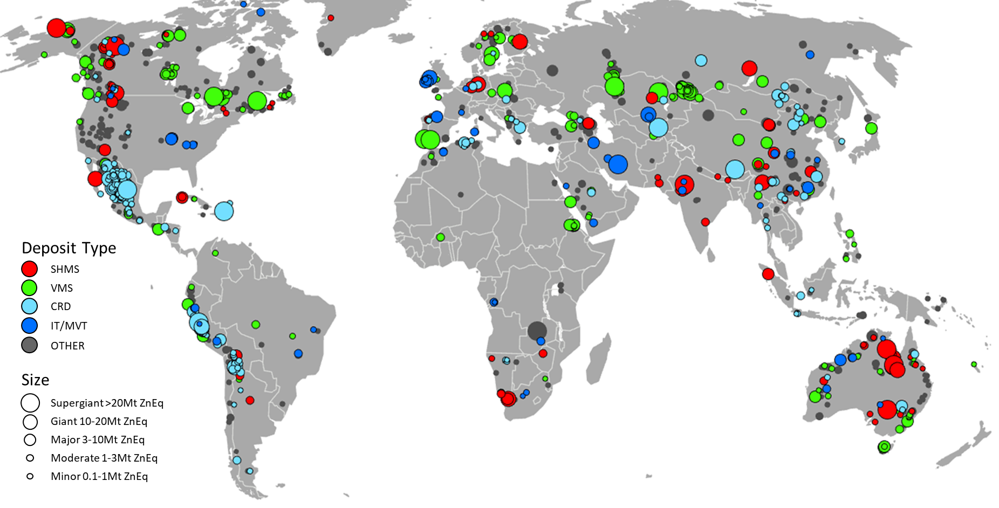 Deposit Type
SHMS
VMS
CRD
IT/MVT
OTHER
Size
Supergiant >20Mt ZnEq
Giant 10-20Mt ZnEq
Major 3-10Mt ZnEq
Moderate 1-3Mt ZnEq
Minor 0.1-1Mt ZnEq